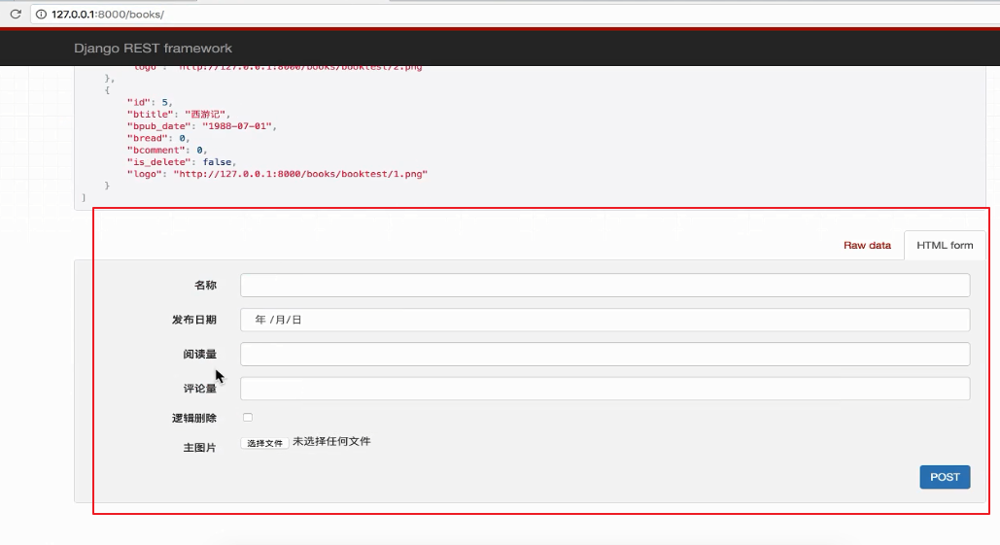 127.0.0.1:8000/books/
Django REST framework
"logo": "http://127.0.0.1:8000/books/booktest/2.png"
},
{
"id": 5,
"btitle": "西游记",
"bpub_date": "1988-07-01",
"bread": 0,
"bcomment": 0,
"is_delete": false,
"logo": "http://127.0.0.1:8000/books/booktest/1.png"
}
]
Raw data HTML form
名称
发布日期 年 /月/日
阅读量
评论量
逻辑删除
主图片 选择文件 未选择任何文件
POST